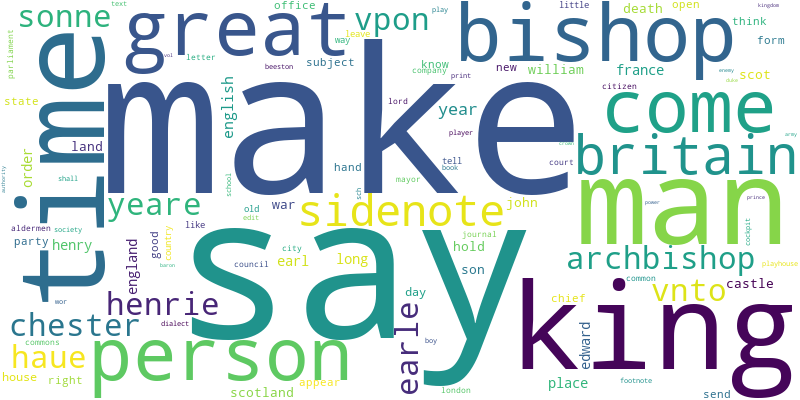 sonne
text
great
vol
letter
office
way
leave
vpon
play
bishop
little
death
open
kingdom
think
form
parliament
time
make
subject
know
company
new
william
france
scot
enemy
duke
print
beeston
state
english
lord
year
citizen
come
player
land
hand
tell
book
court
britain
army
crown
order
authority
shall
school
sch
mayor
man
yeare
old
edit
war
sidenote
john
power
prince
cockpit
aldermen
society
party
henry
like
good
country
england
say
city
earl
long
council
baron
journal
hold
son
archbishop
playhouse
common
vnto
castle
king
wor
henrie
dialect
day
earle
chief
chester
commons
haue
person
boy
edward
house
right
scotland
appear
london
place
footnote
send